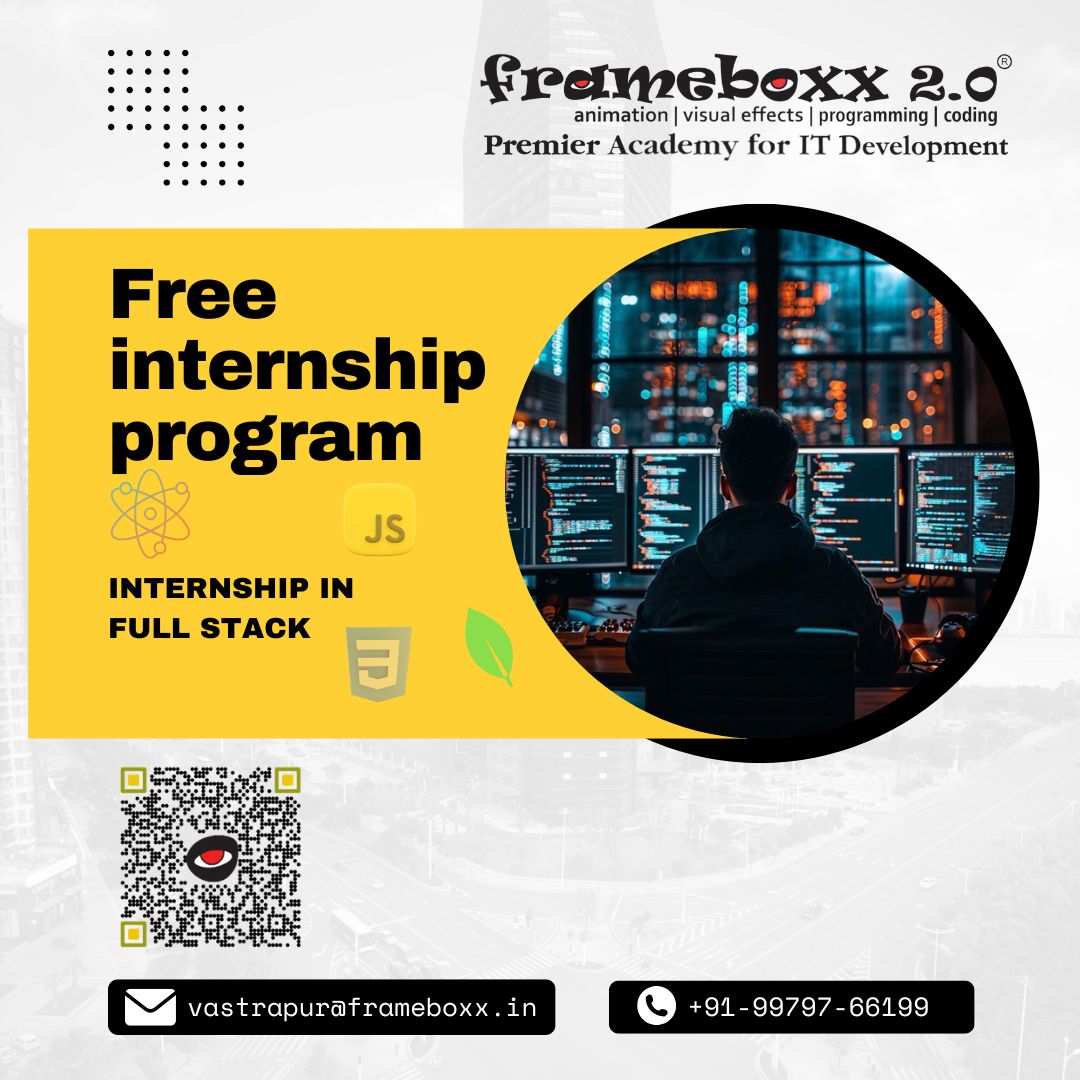 frameboxx 2.0®
animation | visual effects | programming | coding
Premier Academy for IT Development
Free
internship
program
JS
INTERNSHIP IN
FULL STACK
3
vastrapur@frameboxx.in
+91-99797-66199